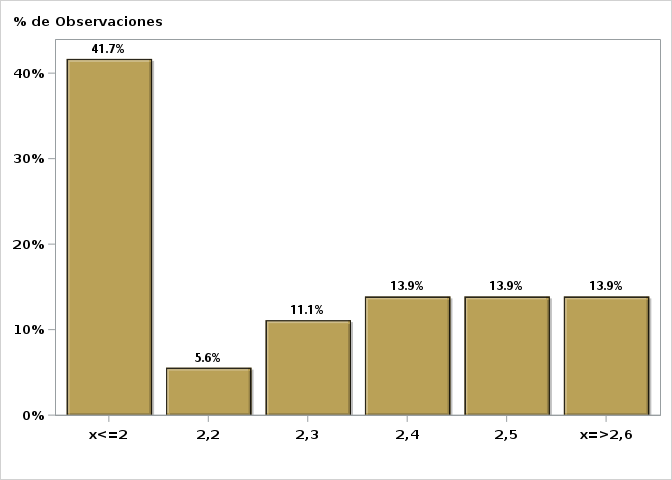 % de Observaciones
41.7%
40%
30%
20%
13.9% 13.9% 13.9%
11.1%
10%
5.6%
0%
x<=2 2,2 2,3 2,4 2,5 x=>2,6